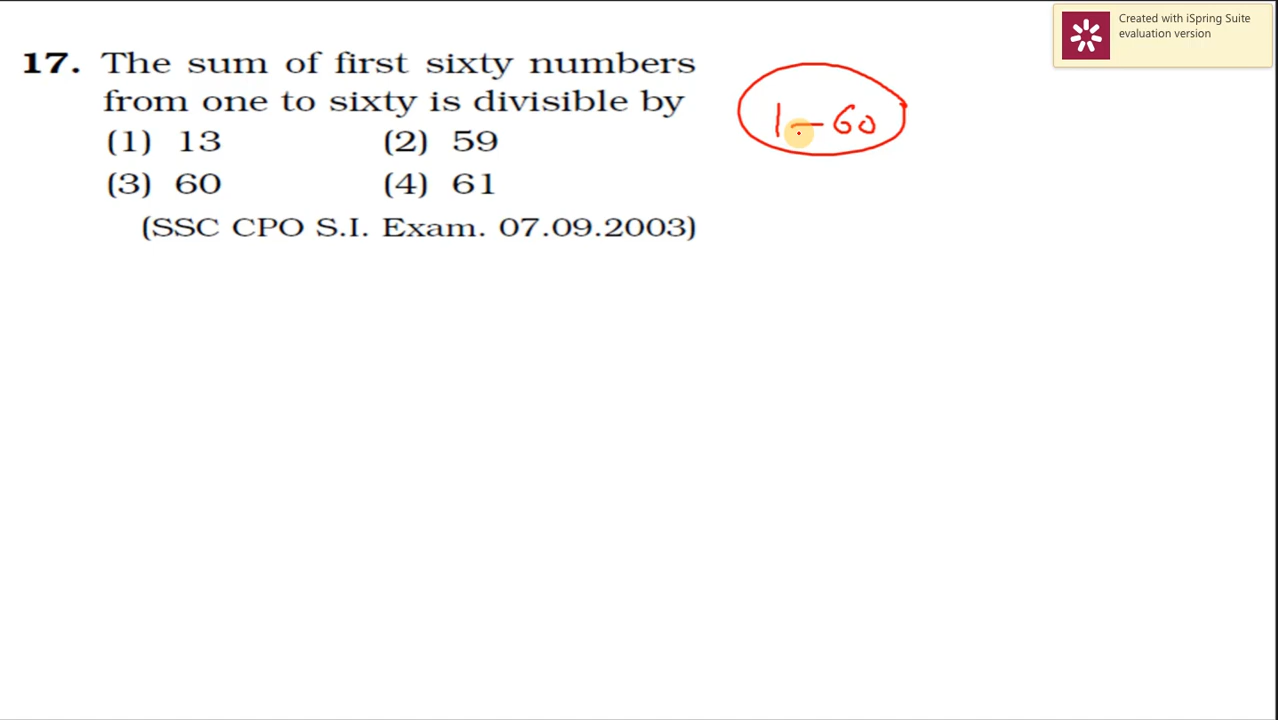 Created with iSpring Suite
evaluation version
17. The sum of first sixty numbers
from one to sixty is divisible by
(1) 13 (2) 59
(3) 60 (4) 61
(SSC CPO S.I. Exam. 07.09.2003)
1 – 60